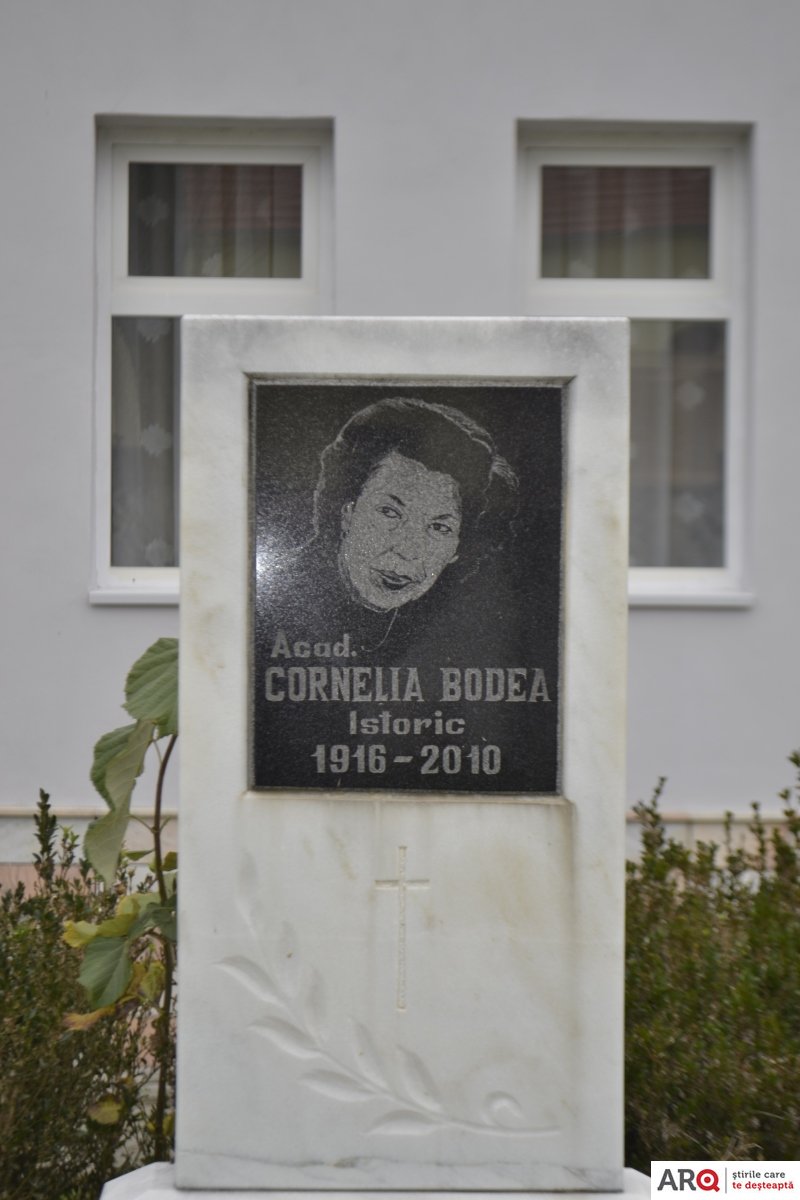 Acad.
CORNELIA BODEA
Istoric
1916-2010
ARQ
știrile care
te deșteaptă